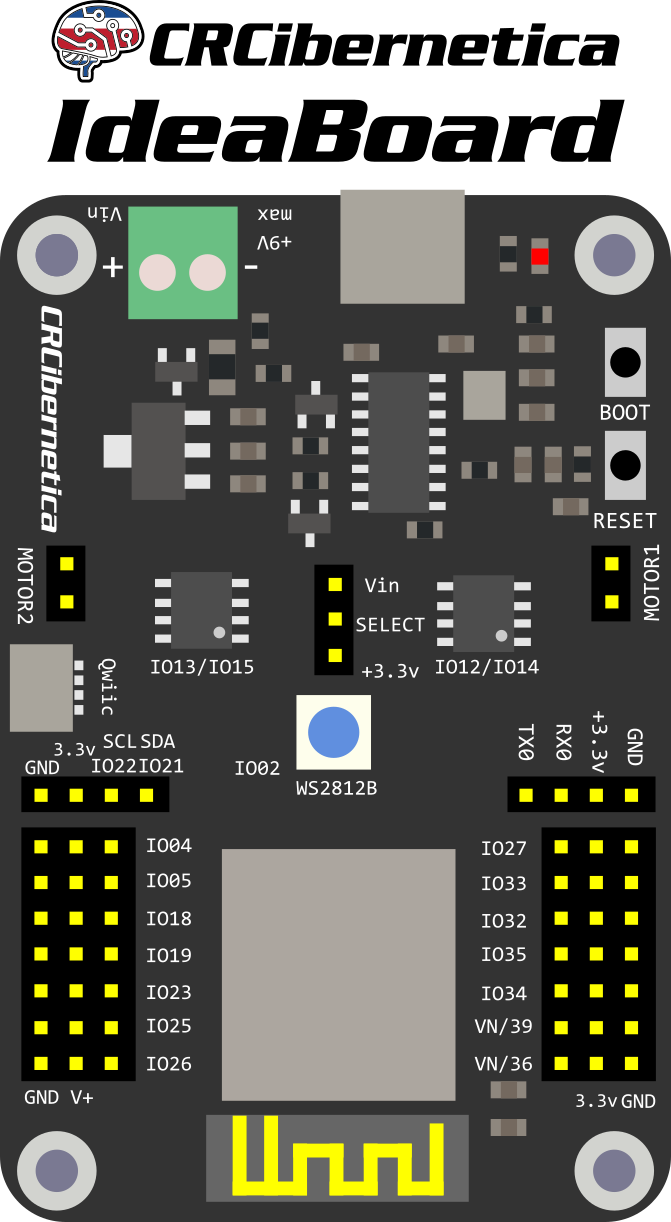 CRCibernetica
IdeaBoard
Vin
max
+9V
+
-
CRCibernetica
BOOT
RESET
MOTOR2
MOTOR1
Vin
SELECT
+3.3v
IO13/IO15
IO12/IO14
Qwiic
SCL SDA
3.3v
GND
IO22 IO21
IO02
WS2812B
TX0
RX0
+3.3v
GND
IO04
IO05
IO18
IO19
IO23
IO25
IO26
GND V+
IO27
IO33
IO32
IO35
IO34
VN/39
VN/36
3.3v GND